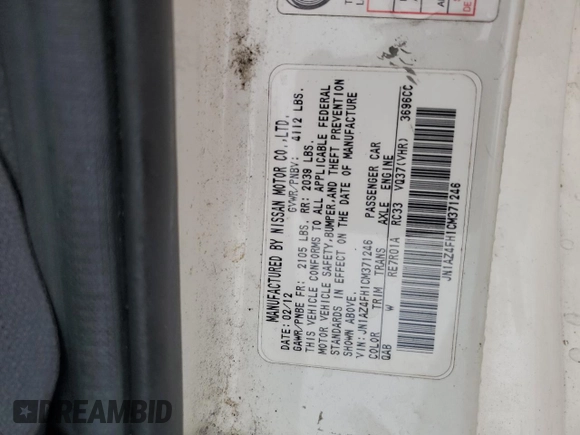 MANUFACTURED BY NISSAN MOTOR CO.,LTD.
DATE: 02/12 GVWR/PNBV: 4112 LBS.
GAWR/PNBE FR: 2105 LBS. RR: 2039 LBS.
THIS VEHICLE CONFORMS TO ALL APPLICABLE FEDERAL
MOTOR VEHICLE SAFETY,BUMPER,AND THEFT PREVENTION
STANDARDS IN EFFECT ON THE DATE OF MANUFACTURE
SHOWN ABOVE.
VIN: JN1AZ4FH1CM371246 PASSENGER CAR
COLOR TRIM TRANS AXLE ENGINE
QAB W RE7R01A RC33 VQ37(VHR) 3696CC
JN1AZ4FH1CM371246
DREAMBID